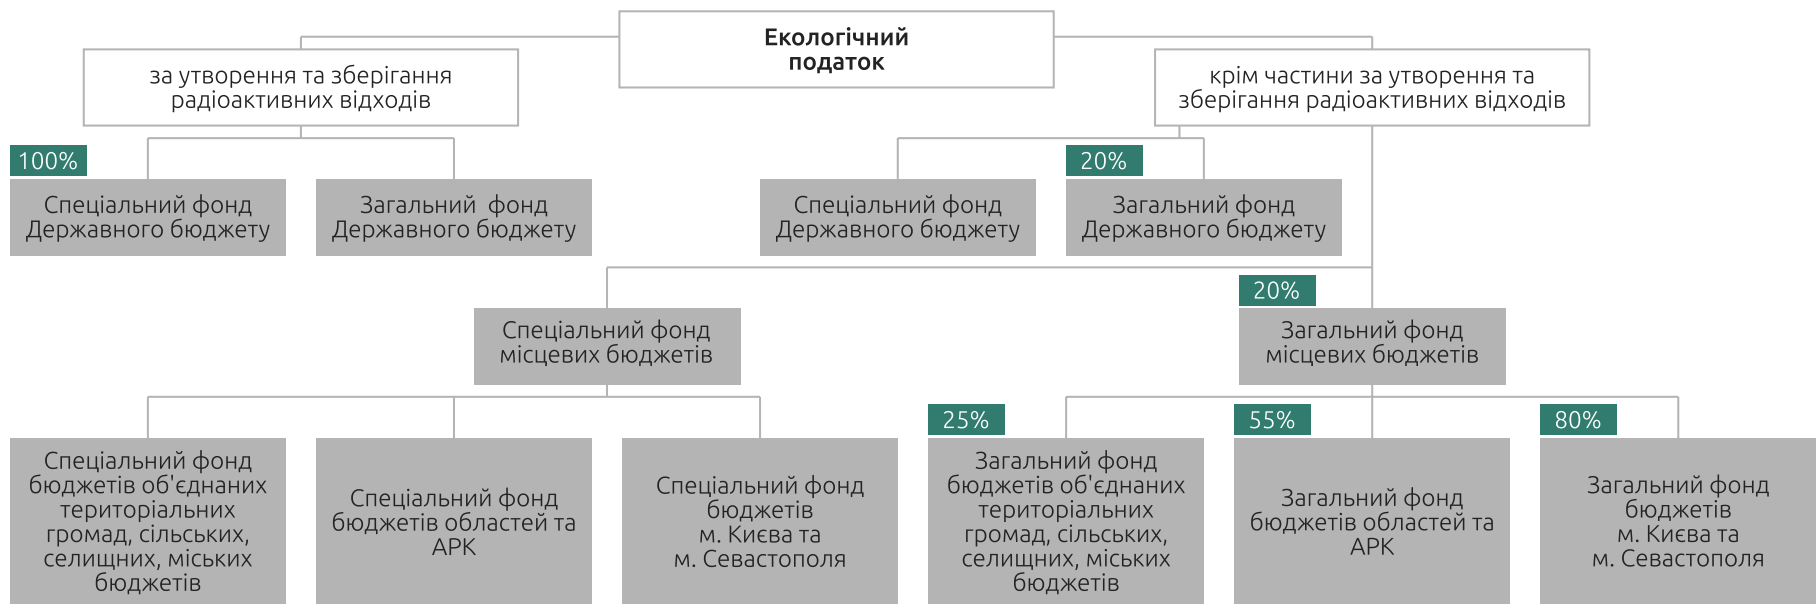 Екологічний
податок
за утворення та зберігання
радіоактивних відходів
крім частини за утворення та
зберігання радіоактивних відходів
100%
Спеціальний фонд
Державного бюджету
Загальний фонд
Державного бюджету
Спеціальний фонд
Державного бюджету
20%
Загальний фонд
Державного бюджету
Спеціальний фонд
місцевих бюджетів
20%
Загальний фонд
місцевих бюджетів
Спеціальний фонд
бюджетів об'єднаних
територіальних
громад, сільських,
селищних, міських
бюджетів
Спеціальний фонд
бюджетів областей та
АРК
Спеціальний фонд
бюджетів
м. Києва та
м. Севастополя
25%
Загальний фонд
бюджетів об'єднаних
територіальних
громад, сільських,
селищних, міських
бюджетів
55%
Загальний фонд
бюджетів областей та
АРК
80%
Загальний фонд
бюджетів
м. Києва та
м. Севастополя